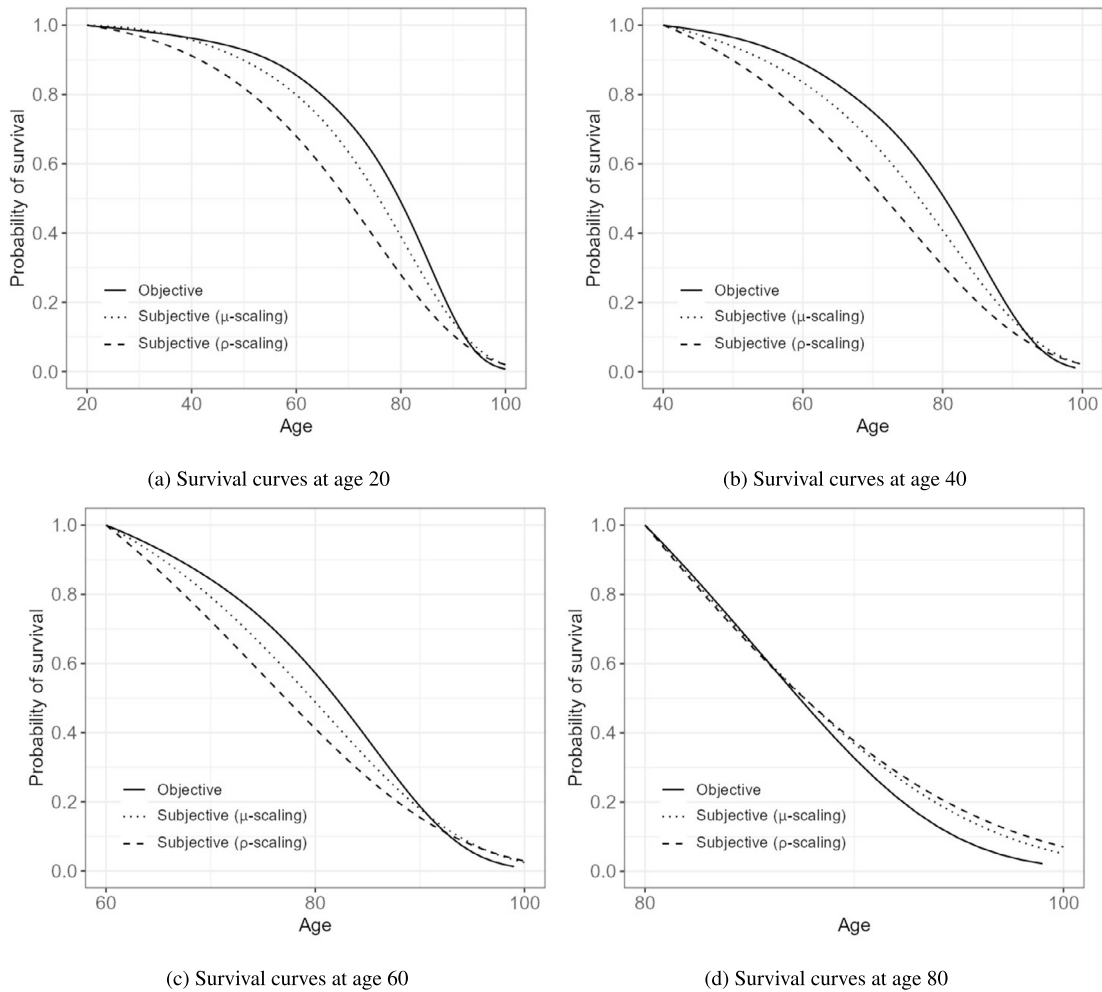 1.0
0.8
0.6
0.4
0.2
0.0
Probability of survival
Objective
Subjective (μ-scaling)
Subjective (ρ-scaling)
20 40 60 80 100
Age
(a) Survival curves at age 20
1.0
0.8
0.6
0.4
0.2
0.0
Probability of survival
Objective
Subjective (μ-scaling)
Subjective (ρ-scaling)
40 60 80 100
Age
(b) Survival curves at age 40
1.0
0.8
0.6
0.4
0.2
0.0
Probability of survival
Objective
Subjective (μ-scaling)
Subjective (ρ-scaling)
60 80 100
Age
(c) Survival curves at age 60
1.0
0.8
0.6
0.4
0.2
0.0
Probability of survival
Objective
Subjective (μ-scaling)
Subjective (ρ-scaling)
80 100
Age
(d) Survival curves at age 80